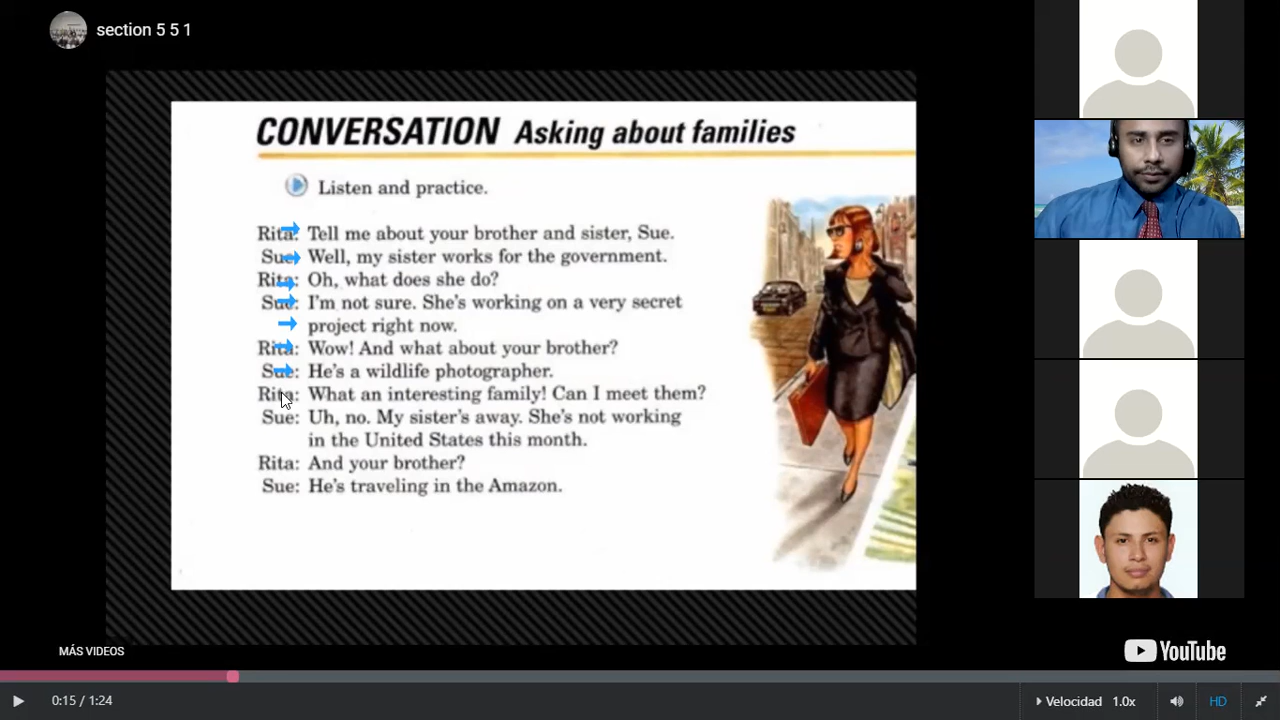 section 5 5 1
CONVERSATION Asking about families
Listen and practice.
Rita: Tell me about your brother and sister, Sue.
Sue: Well, my sister works for the government.
Rita: Oh, what does she do?
Sue: I'm not sure. She's working on a very secret
project right now.
Rita: Wow! And what about your brother?
Sue: He's a wildlife photographer.
Rita: What an interesting family! Can I meet them?
Sue: Uh, no. My sister's away. She's not working
in the United States this month.
Rita: And your brother?
Sue: He's traveling in the Amazon.
MÁS VIDEOS
YouTube
0:15 / 1:24
Velocidad 1.0x
HD